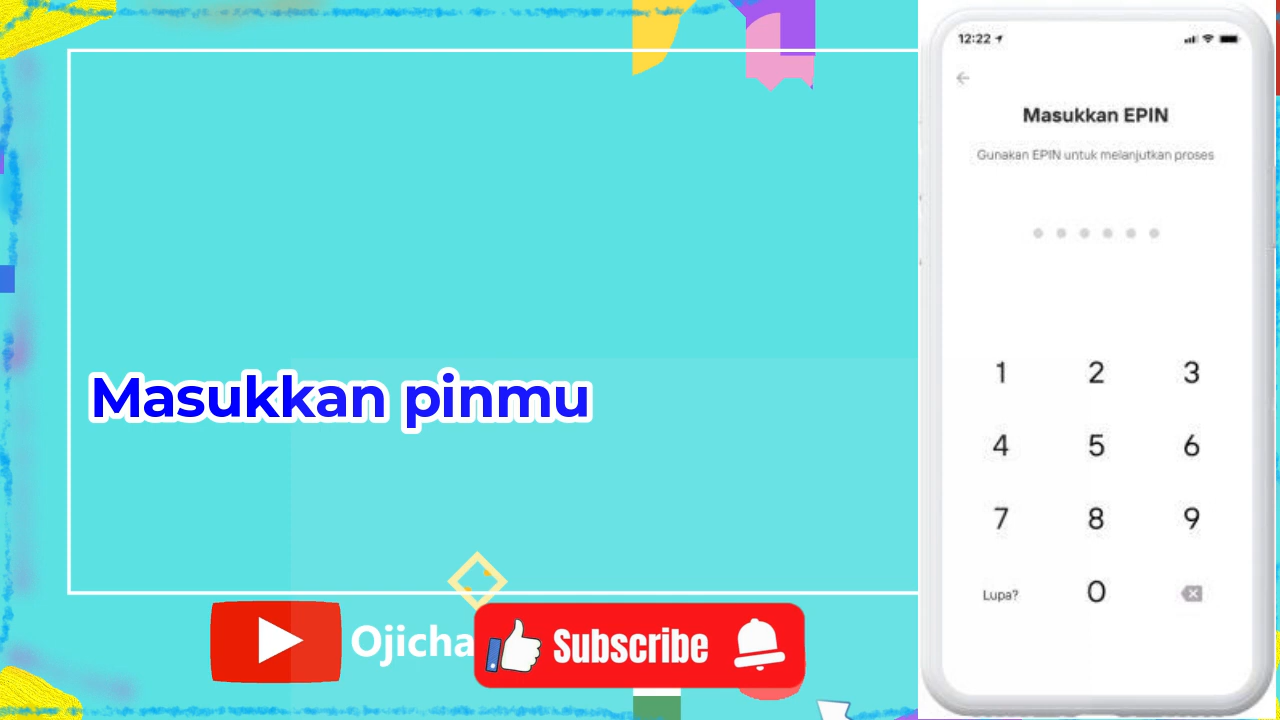 Masukkan pinmu
Ojicha
Subscribe
12:22
Masukkan EPIN
Gunakan EPIN untuk melanjutkan proses
1 2 3
4 5 6
7 8 9
Lupa? 0